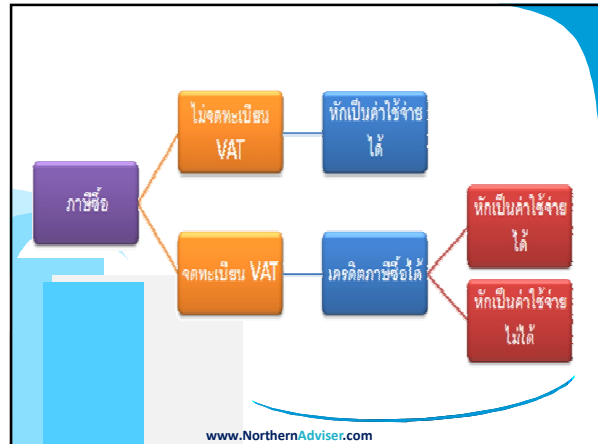 ไม่จดทะเบียน
VAT
หักเป็นค่าใช้จ่าย
ได้
ภาษีซื้อ
จดทะเบียน VAT
เครดิตภาษีซื้อได้
หักเป็นค่าใช้จ่าย
ได้
หักเป็นค่าใช้จ่าย
ไม่ได้
www.NorthernAdviser.com